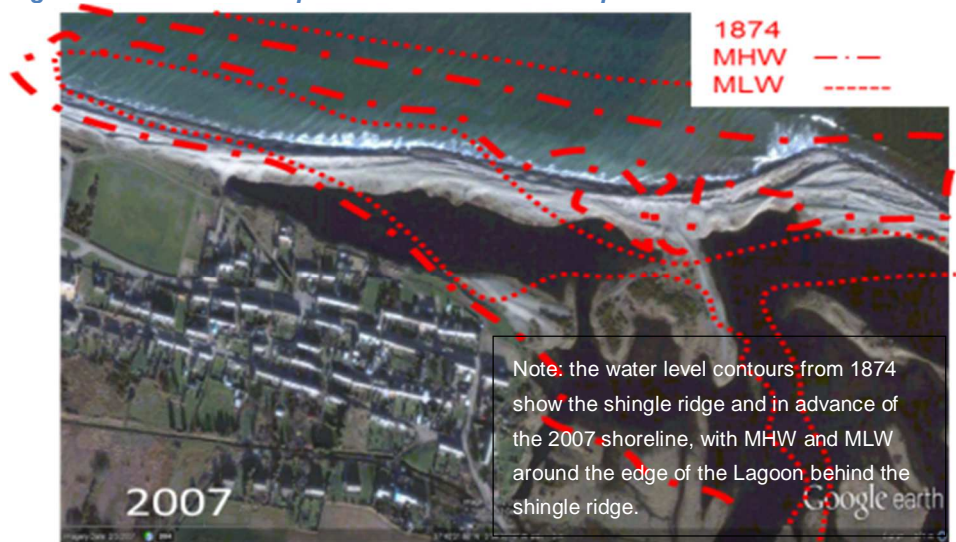 1874
MHW
MLW
Note: the water level contours from 1874
show the shingle ridge and in advance of
the 2007 shoreline, with MHW and MLW
around the edge of the Lagoon behind the
shingle ridge.
2007
Google earth